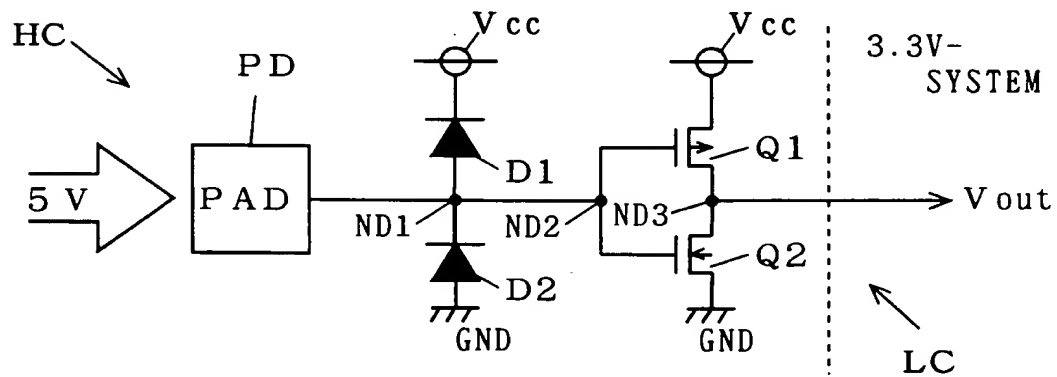 HC
PD
Vcc
Vcc
3.3V-
SYSTEM
5 V
PAD
D1
ND1
D2
GND
ND2
Q1
ND3
Q2
GND
Vout
LC